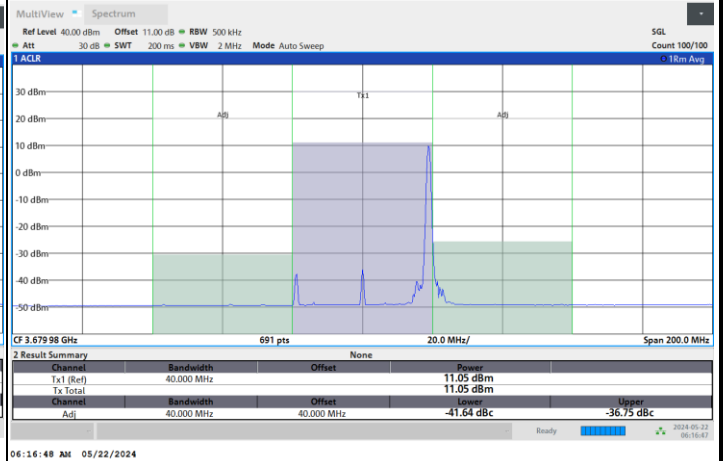 MultiView Spectrum
Ref Level 40.00 dBm Offset 11.00 dB RBW 500 kHz SGL
Att 30 dB SWT 200 ms VBW 2 MHz Mode Auto Sweep Count 100/100
1 ACLR 1Rm Avg
30 dBm
Tx1
20 dBm Adj Adj
10 dBm
0 dBm
-10 dBm
-20 dBm
-30 dBm
-40 dBm
-50 dBm
CF 3.679 98 GHz 691 pts 20.0 MHz/ Span 200.0 MHz
2 Result Summary None
Channel Bandwidth Offset Power
Tx1 (Ref) 40.000 MHz 11.05 dBm
Tx Total 11.05 dBm
Channel Bandwidth Offset Lower Upper
Adj 40.000 MHz 40.000 MHz -41.64 dBc -36.75 dBc
Ready 2024-05-22
06:16:47
06:16:48 AM 05/22/2024